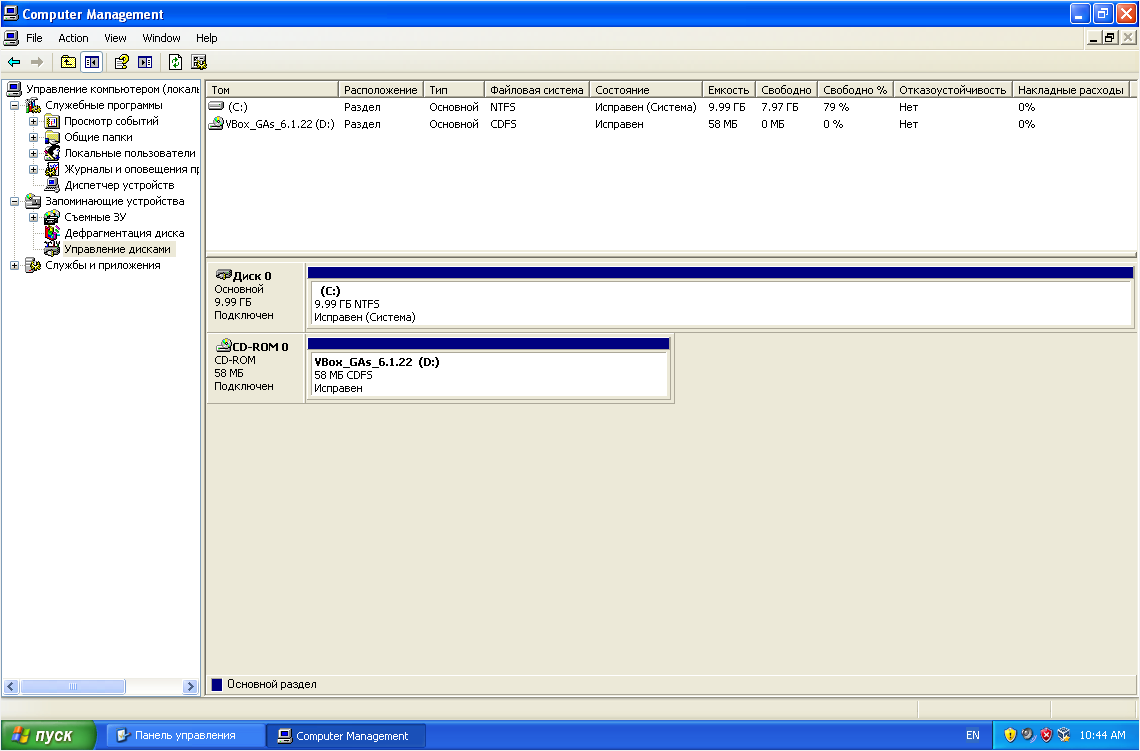 Computer Management
File Action View Window Help
Управление компьютером (локаль
Служебные программы
Просмотр событий
Общие папки
Локальные пользователи
Журналы и оповещения пр
Диспетчер устройств
Запоминающие устройства
Съемные ЗУ
Дефрагментация диска
Управление дисками
Службы и приложения
Том Расположение Тип Файловая система Состояние Емкость Свободно Свободно % Отказоустойчивость Накладные расходы
(C:) Раздел Основной NTFS Исправен (Система) 9.99 ГБ 7.97 ГБ 79 % Нет 0%
VBox_GAs_6.1.22 (D:) Раздел Основной CDFS Исправен 58 МБ 0 МБ 0 % Нет 0%
Диск 0
Основной
9.99 ГБ
Подключен
(C:)
9.99 ГБ NTFS
Исправен (Система)
CD-ROM 0
CD-ROM
58 МБ
Подключен
VBox_GAs_6.1.22 (D:)
58 МБ CDFS
Исправен
Основной раздел
пуск Панель управления Computer Management EN 10:44 AM